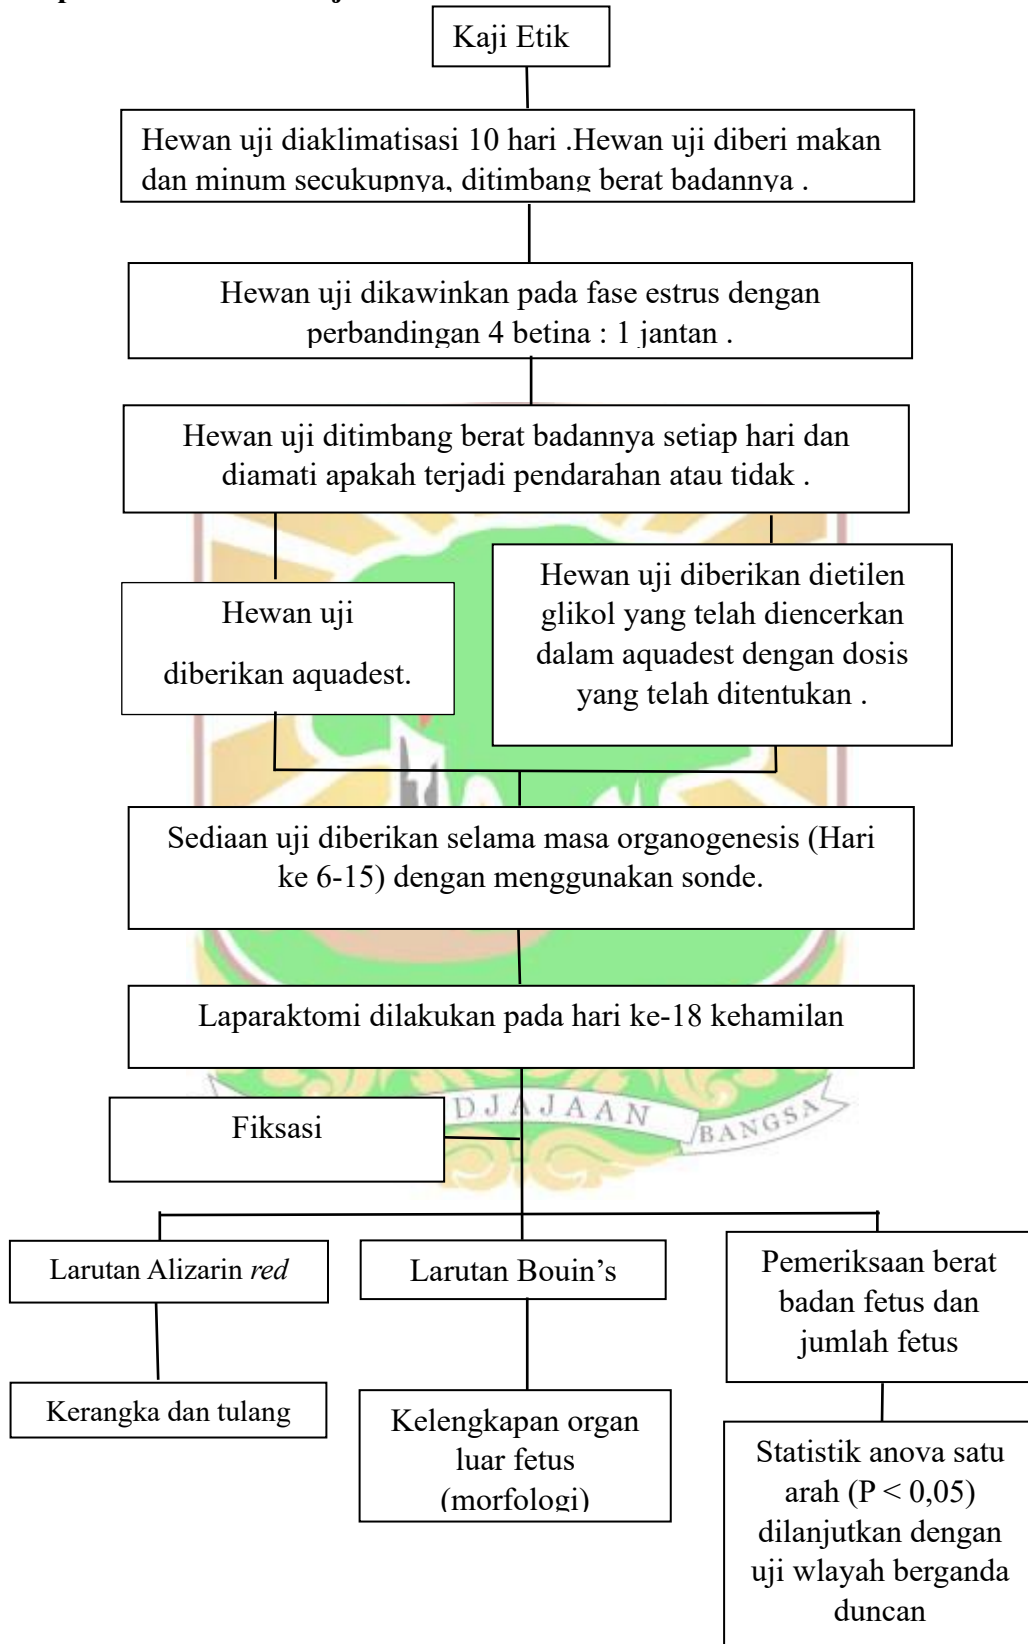 Kaji Etik
Hewan uji diaklimatisasi 10 hari .Hewan uji diberi makan
dan minum secukupnya, ditimbang berat badannya .
Hewan uji dikawinkan pada fase estrus dengan
perbandingan 4 betina : 1 jantan .
Hewan uji ditimbang berat badannya setiap hari dan
diamati apakah terjadi pendarahan atau tidak .
Hewan uji
diberikan aquadest.
Hewan uji diberikan dietilen
glikol yang telah diencerkan
dalam aquadest dengan dosis
yang telah ditentukan .
Sediaan uji diberikan selama masa organogenesis (Hari
ke 6-15) dengan menggunakan sonde.
Laparaktomi dilakukan pada hari ke-18 kehamilan
DJAJAAN
BANGSA
Fiksasi
Larutan Alizarin red
Larutan Bouin’s
Pemeriksaan berat
badan fetus dan
jumlah fetus
Kerangka dan tulang
Kelengkapan organ
luar fetus
(morfologi)
Statistik anova satu
arah (P < 0,05)
dilanjutkan dengan
uji wlayah berganda
duncan